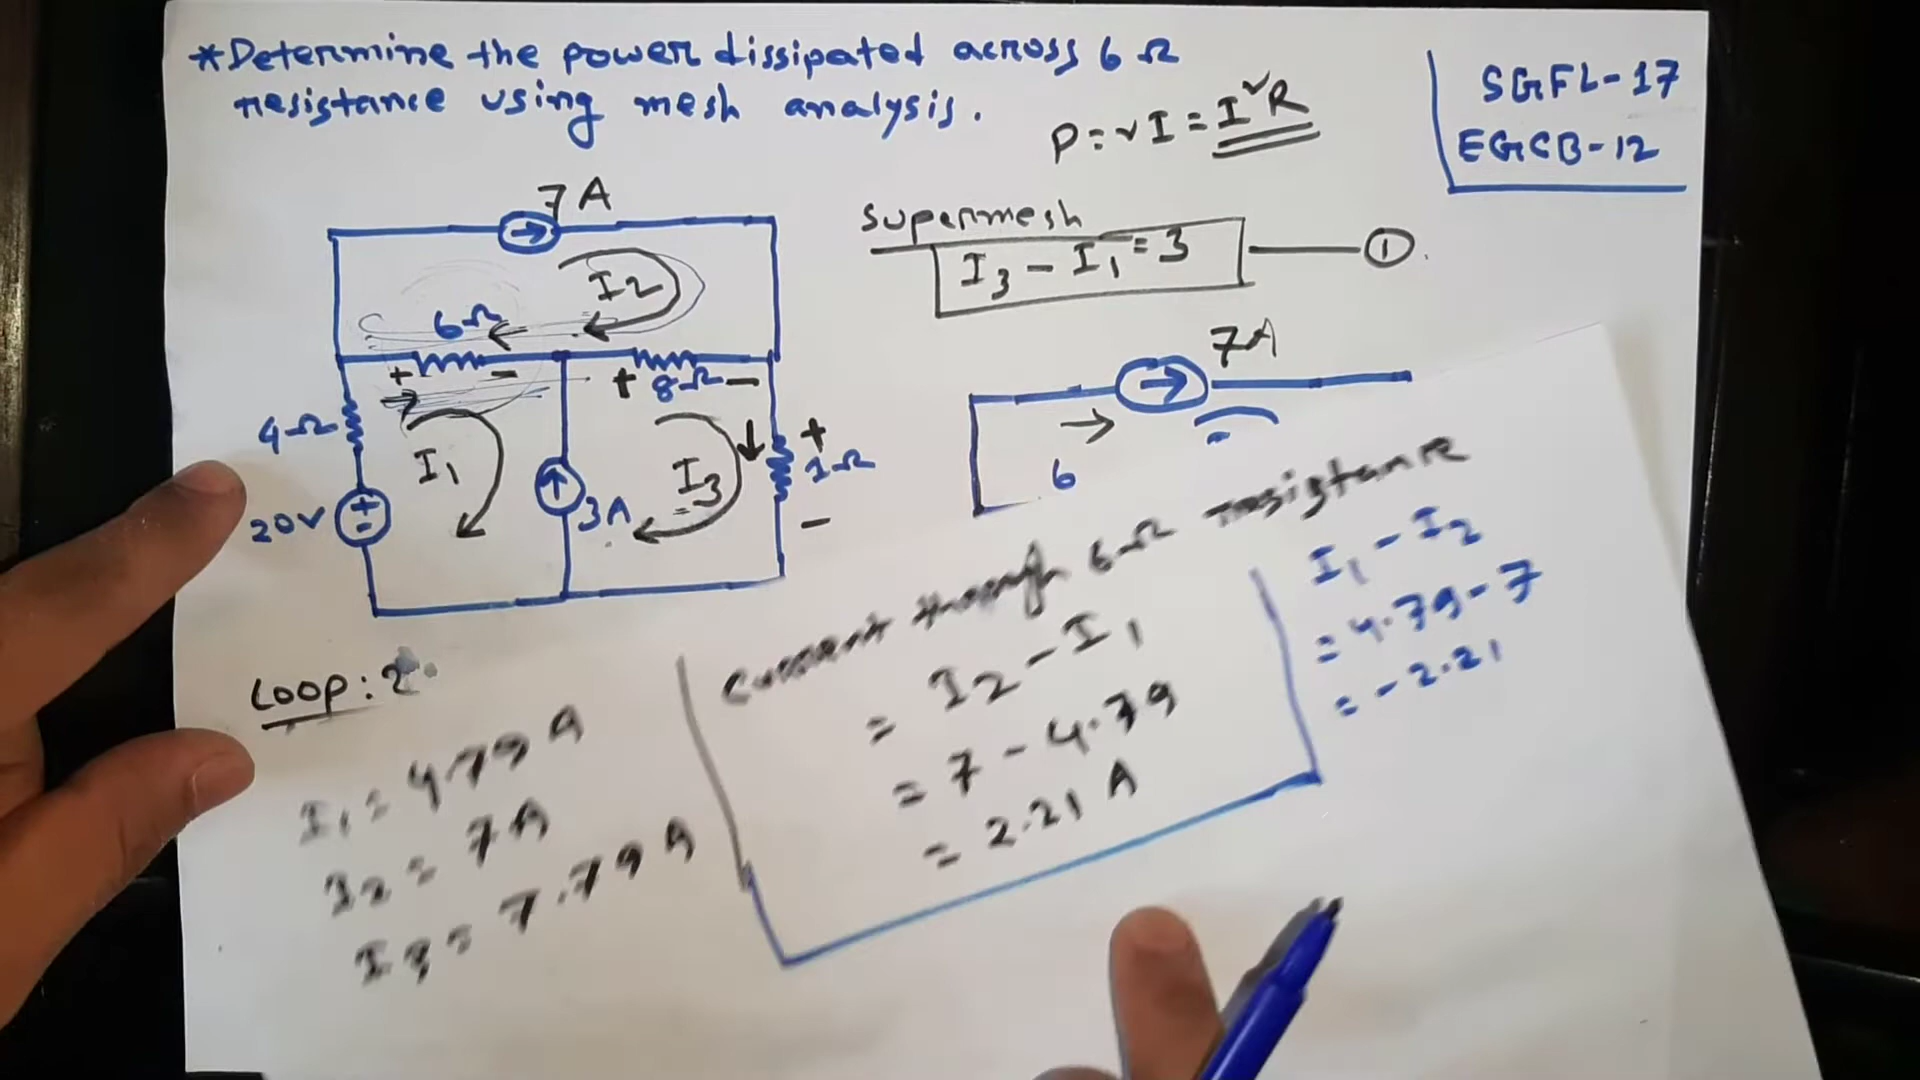 *Determine the power dissipated across 6Ω
resistance using mesh analysis.
P=VI=I²R
SGFL-17
EGCB-12
7A
I2
6Ω
+ - + 8Ω -
4Ω
I1
20V
+
-
3A
I3
+
1Ω
-
Supermesh
I3 - I1 = 3
1
7A
6
Loop: 2
I1 = 4.79 A
I2 = 7A
I3 = 7.79 A
Current through 6Ω resistance
= I2 - I1
= 7 - 4.79
= 2.21 A
I1 - I2
= 4.79 - 7
= -2.21